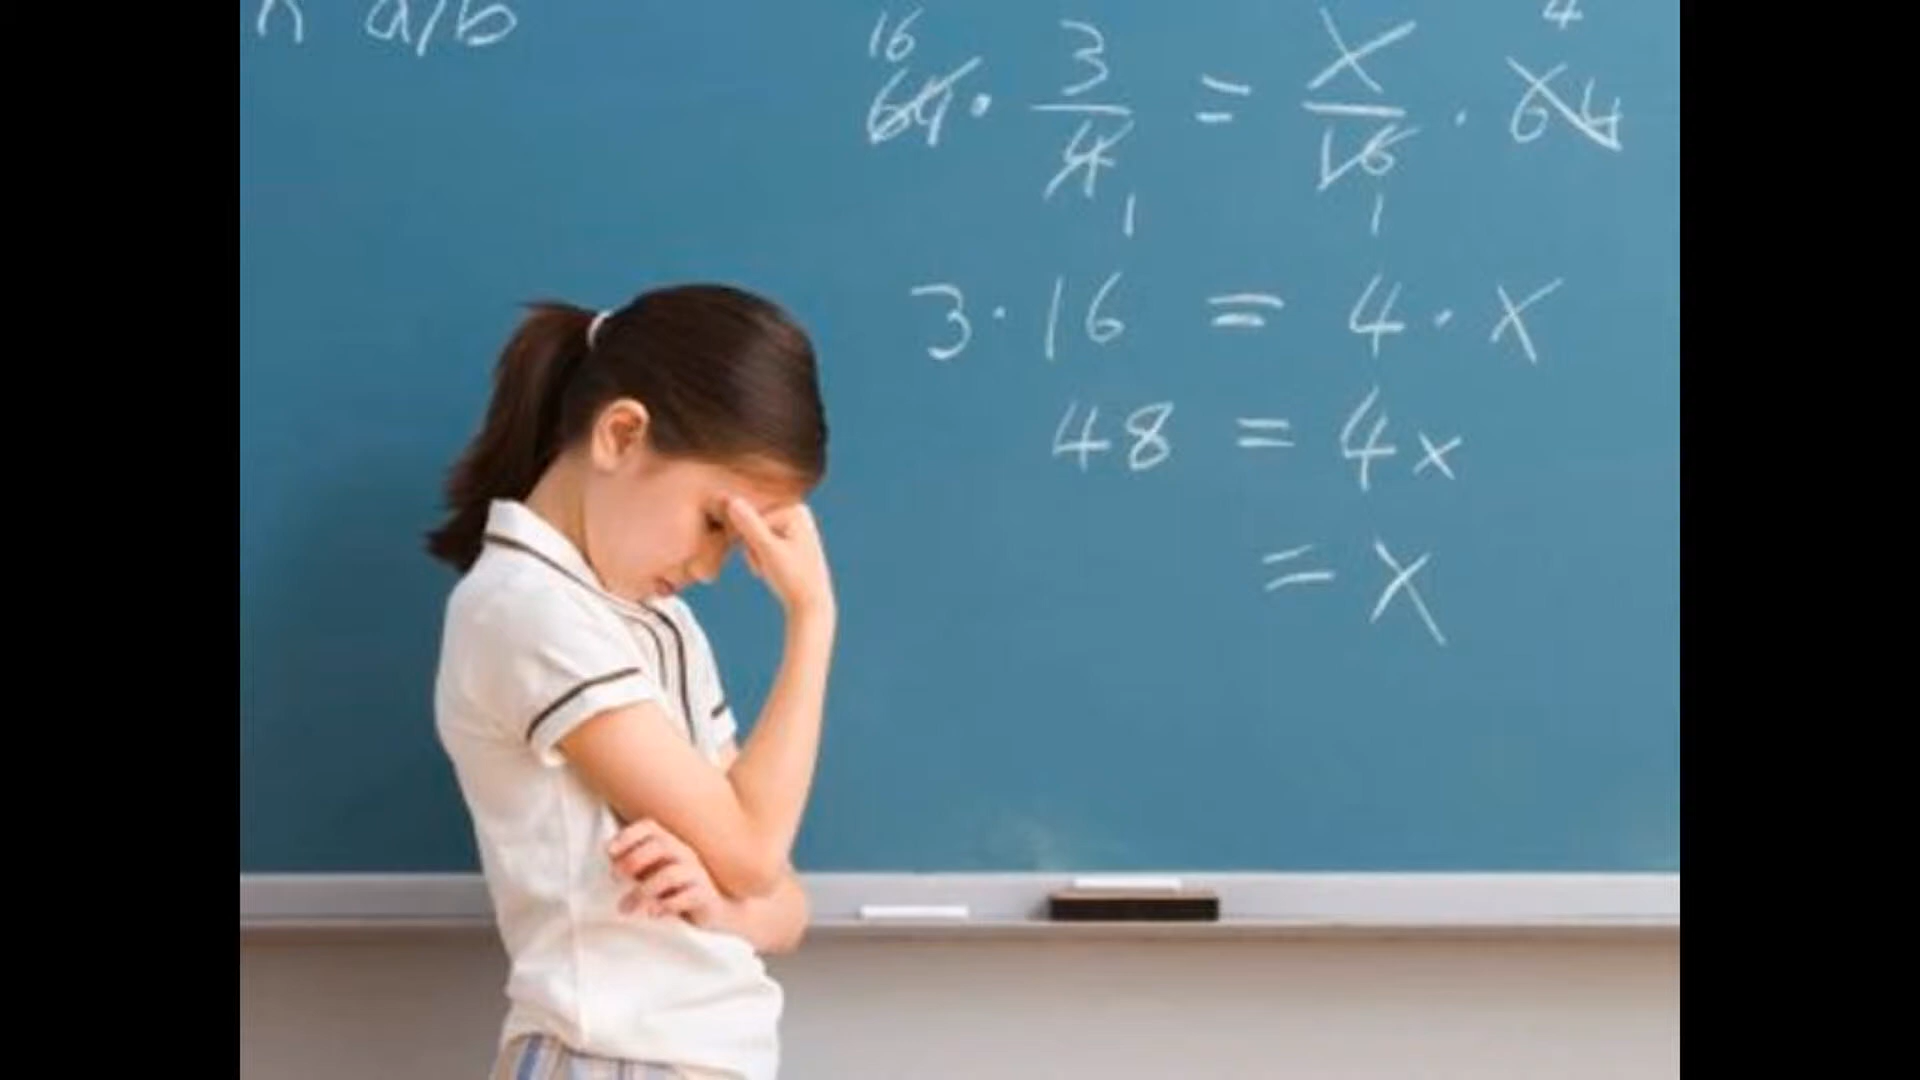 a/b
16 4
64 · 3/4 = x/16 · 64
1 1
3 · 16 = 4 · x
48 = 4x
= x